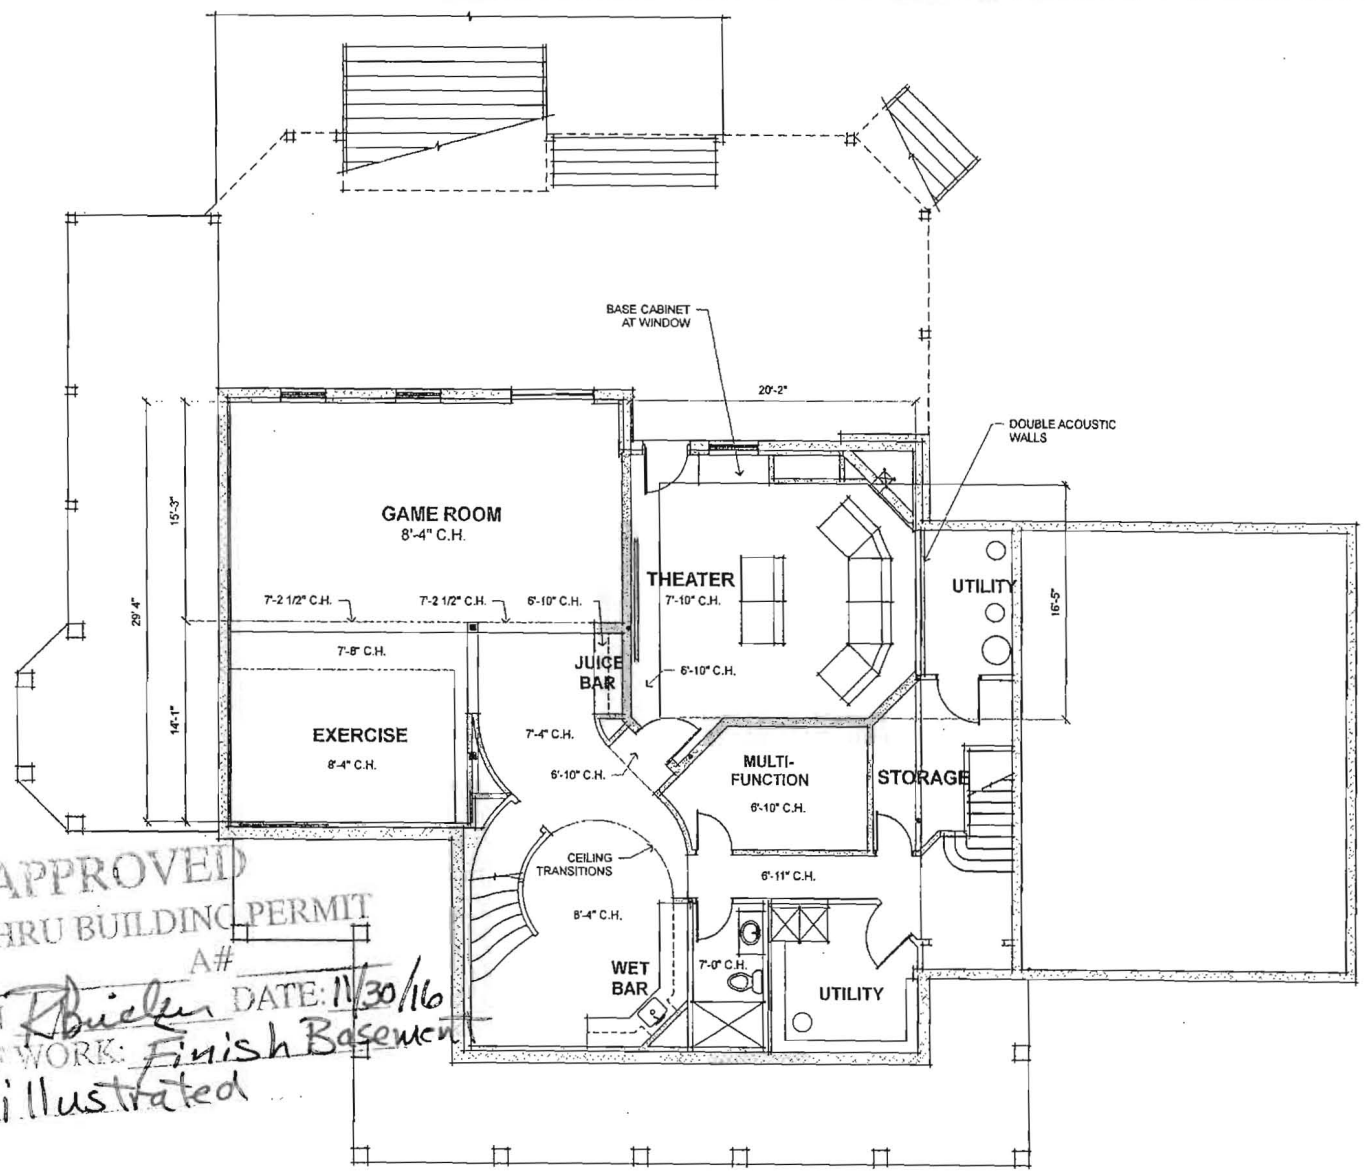 BASE CABINET
AT WINDOW
20'-2"
DOUBLE ACOUSTIC
WALLS
GAME ROOM
8'-4" C.H.
15'-3"
29' 4"
7'-2 1/2" C.H.
7'-2 1/2" C.H.
6'-10" C.H.
THEATER
7'-10" C.H.
UTILITY
16'-5"
7'-8" C.H.
JUICE
BAR
6'-10" C.H.
EXERCISE
8'-4" C.H.
14'-1"
7'-4" C.H.
6'-10" C.H.
MULTI-
FUNCTION
6'-10" C.H.
STORAGE
CEILING
TRANSITIONS
6'-11" C.H.
8'-4" C.H.
WET
BAR
7'-0" C.H.
UTILITY
APPROVED
HRU BUILDING PERMIT
A#
DATE: 11/30/16
WORK: Finish Basemen
illustrated